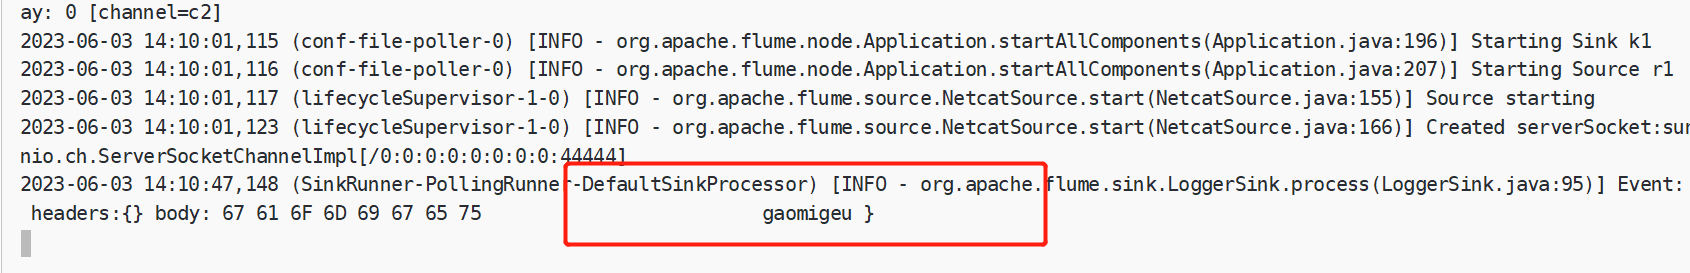 ay: 0 [channel=c2]
2023-06-03 14:10:01,115 (conf-file-poller-0) [INFO - org.apache.flume.node.Application.startAllComponents(Application.java:196)] Starting Sink k1
2023-06-03 14:10:01,116 (conf-file-poller-0) [INFO - org.apache.flume.node.Application.startAllComponents(Application.java:207)] Starting Source r1
2023-06-03 14:10:01,117 (lifecycleSupervisor-1-0) [INFO - org.apache.flume.source.NetcatSource.start(NetcatSource.java:155)] Source starting
2023-06-03 14:10:01,123 (lifecycleSupervisor-1-0) [INFO - org.apache.flume.source.NetcatSource.start(NetcatSource.java:166)] Created serverSocket:sun
nio.ch.ServerSocketChannelImpl[/0:0:0:0:0:0:0:0:44444]
2023-06-03 14:10:47,148 (SinkRunner-PollingRunner-DefaultSinkProcessor) [INFO - org.apache.flume.sink.LoggerSink.process(LoggerSink.java:95)] Event:
headers:{} body: 67 61 6F 6D 69 67 65 75 gaomigeu }